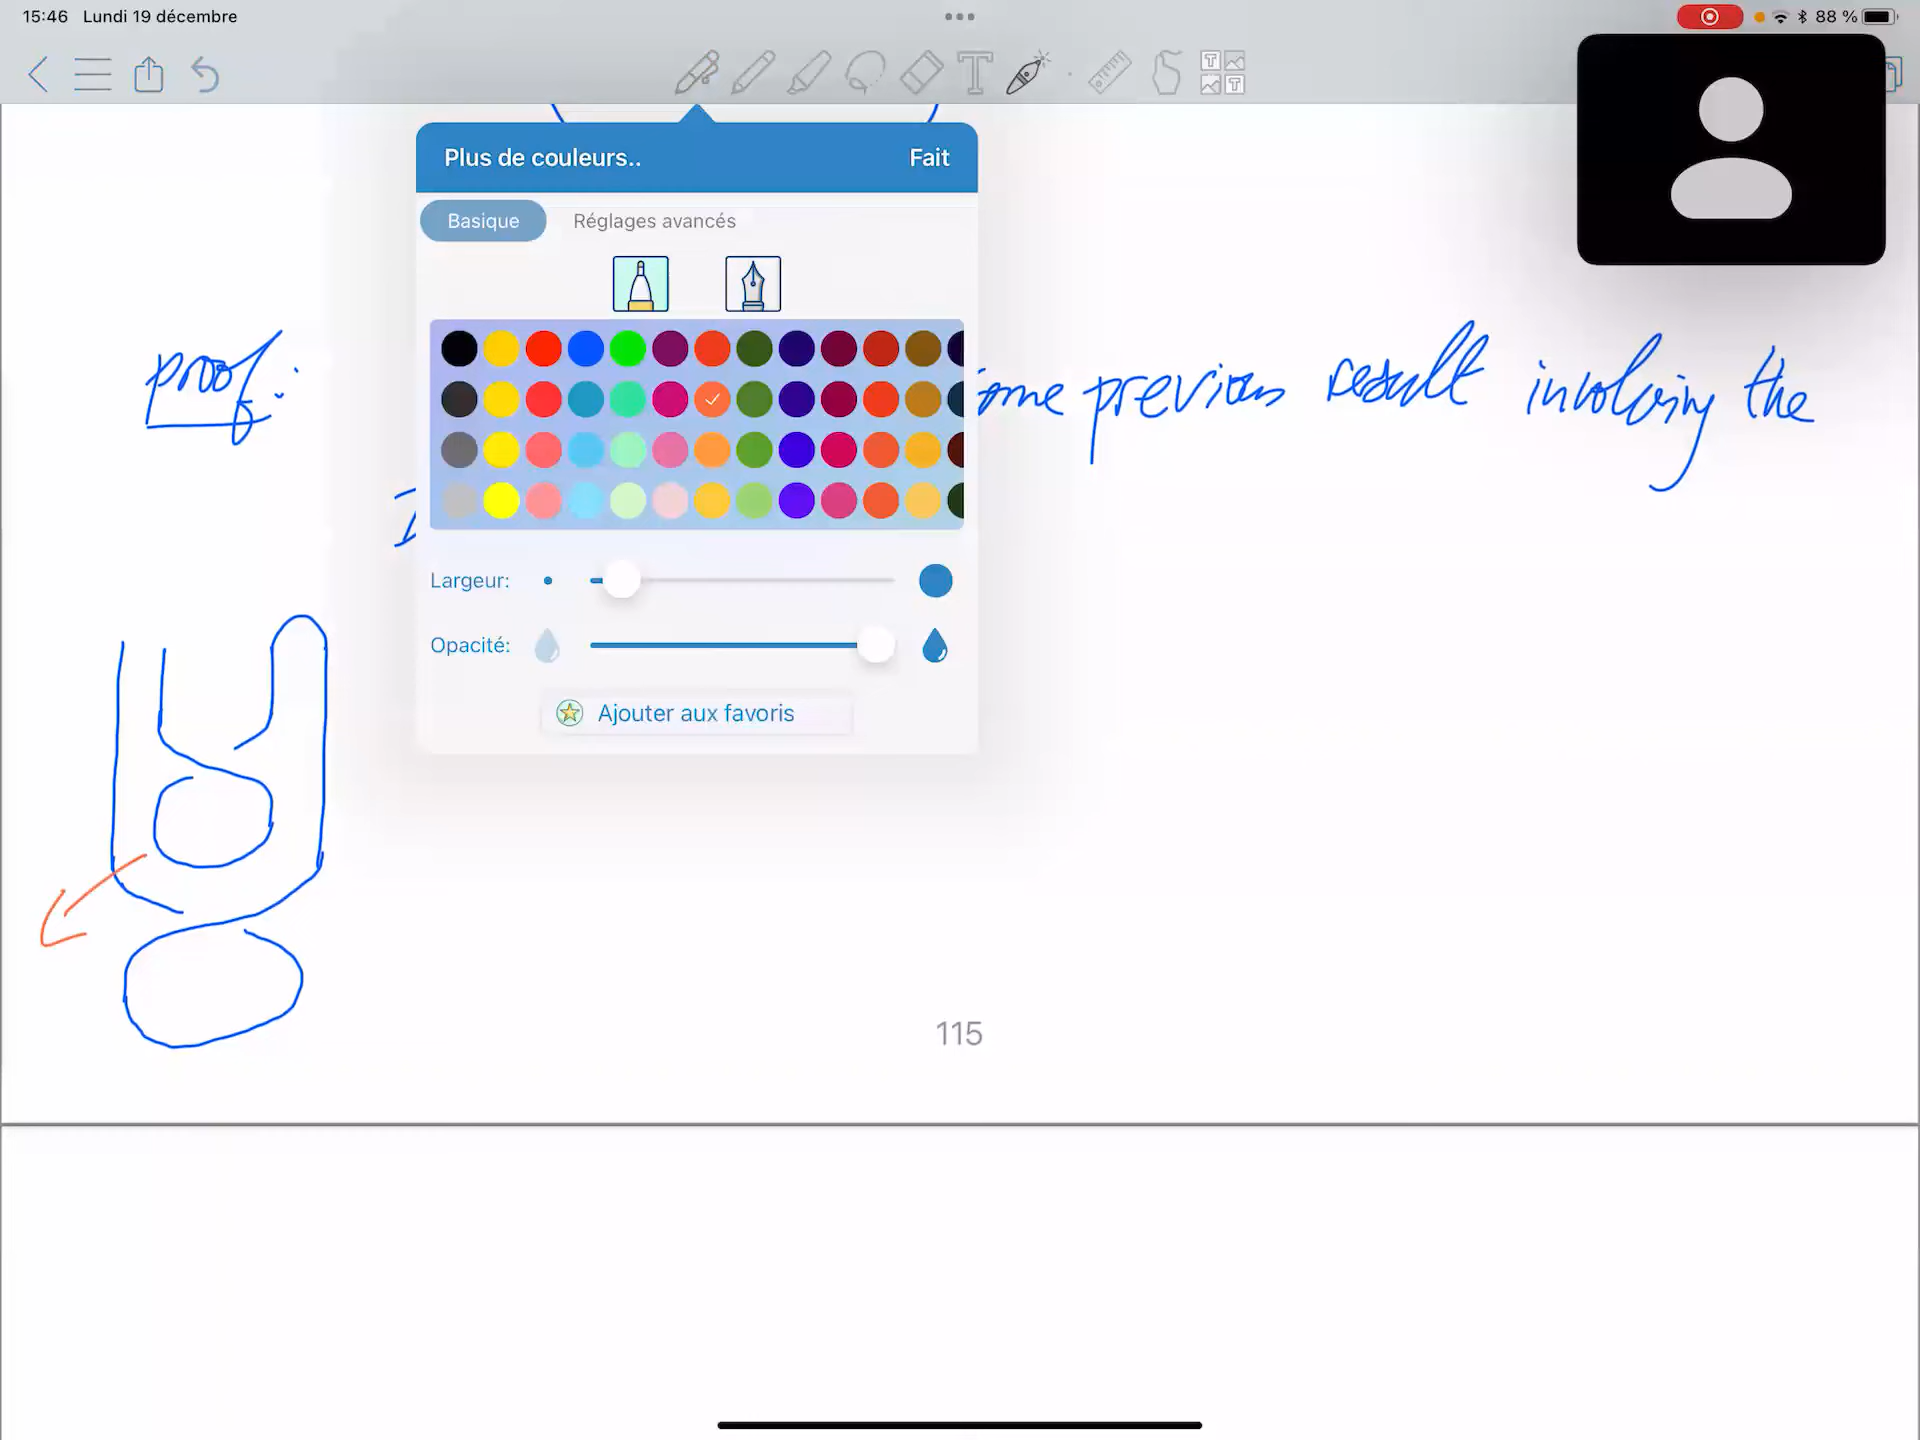 15:46 Lundi 19 décembre
88 %
Plus de couleurs.. Fait
Basique Réglages avancés
proof: some previous result involving the
Largeur:
Opacité:
Ajouter aux favoris
115